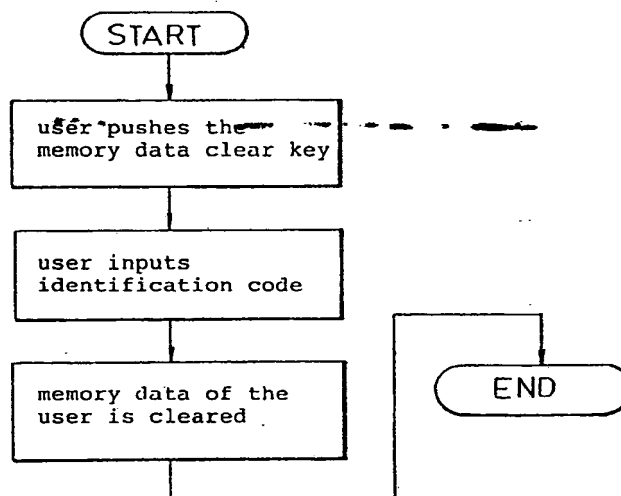 START
user pushes the
memory data clear key
user inputs
identification code
memory data of the
user is cleared
END